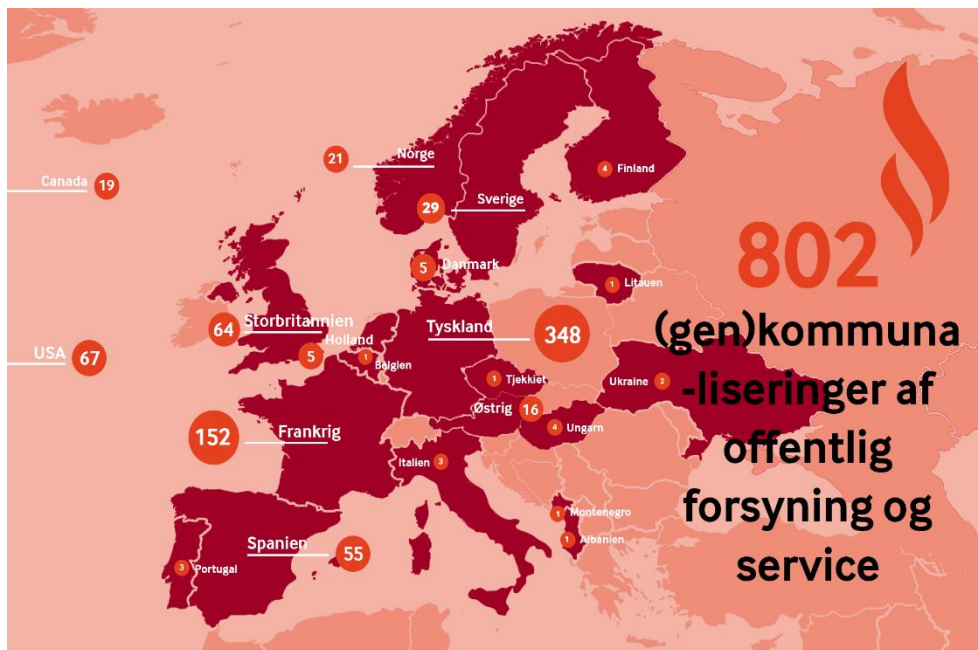 21 Norge
Canada 19
4 Finland
29 Sverige
802
5 Danmark
1 Litauen
64 Storbritannien
Tyskland 348
Holland
5
1
Belgien
USA 67
(gen)kommuna
-liseringer af
offentlig
forsyning og
service
1 Tjekkiet
Ukraine 2
Østrig 16
4 Ungarn
152 Frankrig
Italien 3
1 Montenegro
1 Albanien
Spanien 55
3 Portugal